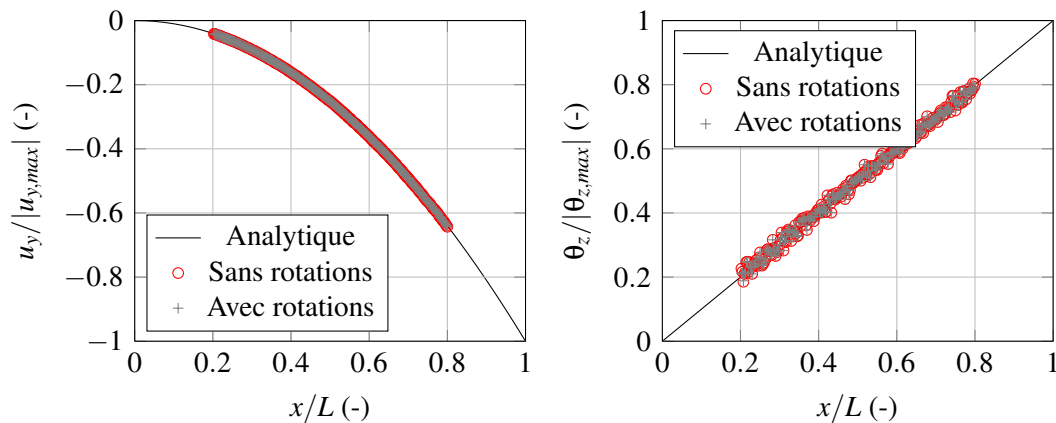 −0
−0.2
−0.4
−0.6
−0.8
−1
0
0.2
0.4
0.6
0.8
1
x/L (-)
u_y/|u_{y,max}| (-)
Analytique
Sans rotations
Avec rotations
1
0.8
0.6
0.4
0.2
0
0
0.2
0.4
0.6
0.8
1
x/L (-)
θ_z/|θ_{z,max}| (-)
Analytique
Sans rotations
Avec rotations